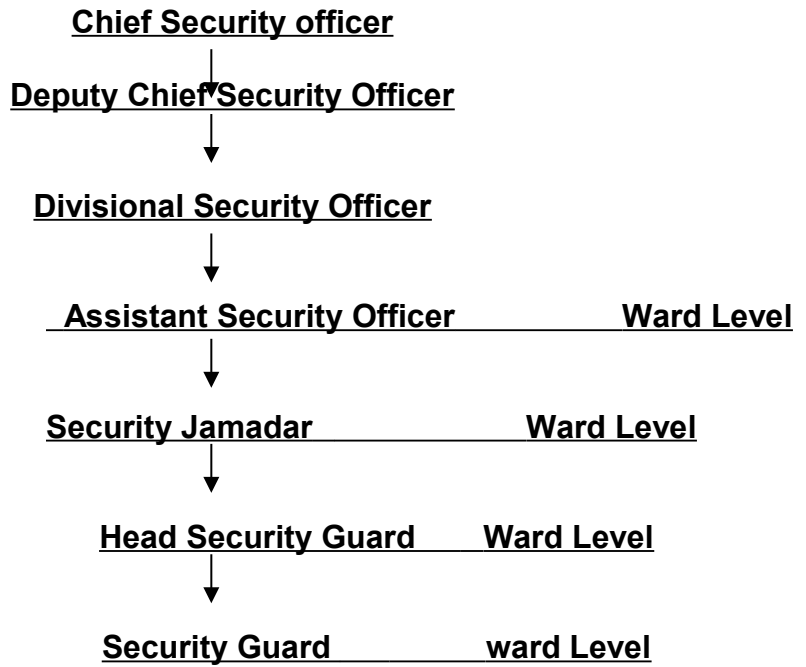 Chief Security officer
Deputy Chief Security Officer
Divisional Security Officer
Assistant Security Officer Ward Level
Security Jamadar Ward Level
Head Security Guard Ward Level
Security Guard ward Level